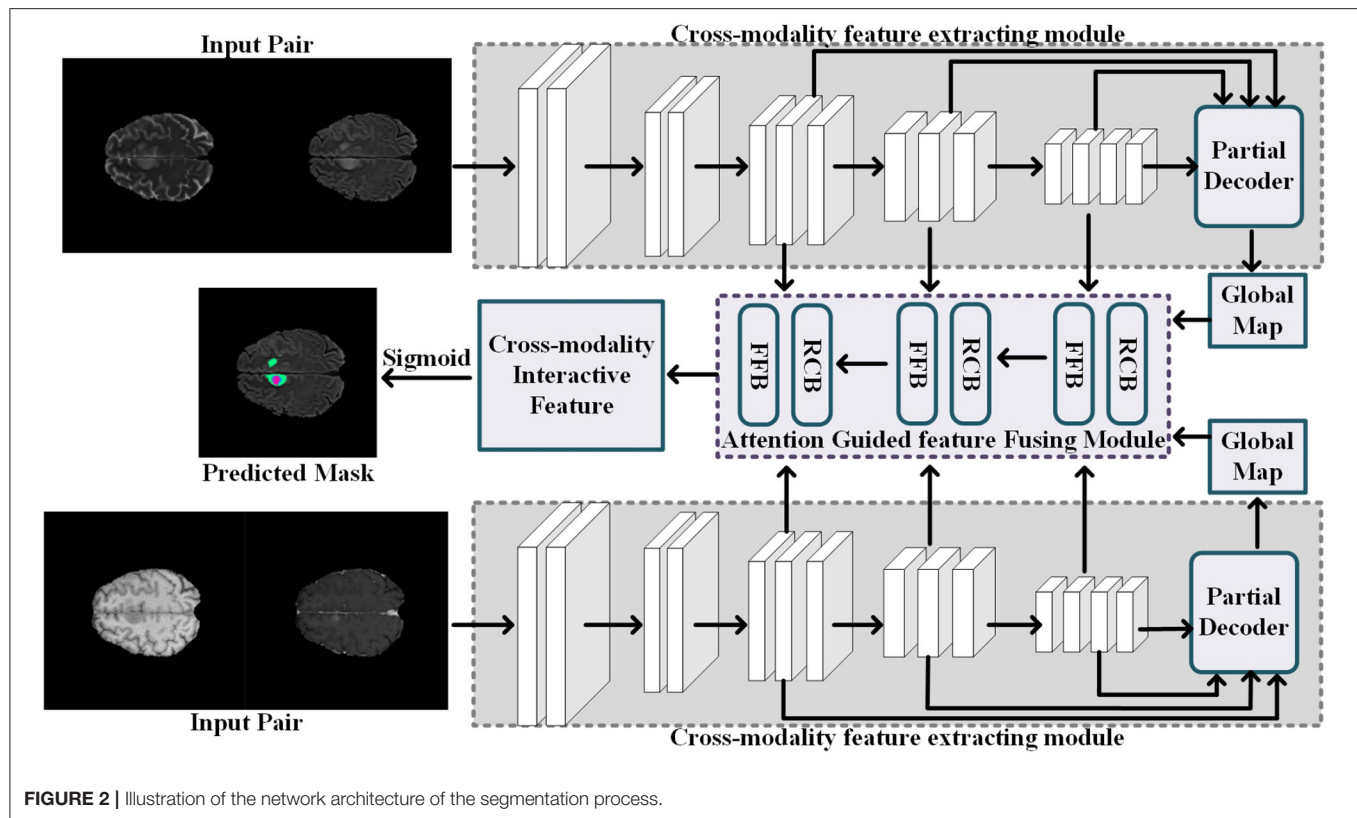 Input Pair
Cross-modality feature extracting module
Partial
Decoder
Global
Map
FFB
RCB
FFB
RCB
FFB
RCB
Attention Guided feature Fusing Module
Cross-modality
Interactive
Feature
Sigmoid
Predicted Mask
Global
Map
Partial
Decoder
Input Pair
Cross-modality feature extracting module
FIGURE 2 | Illustration of the network architecture of the segmentation process.